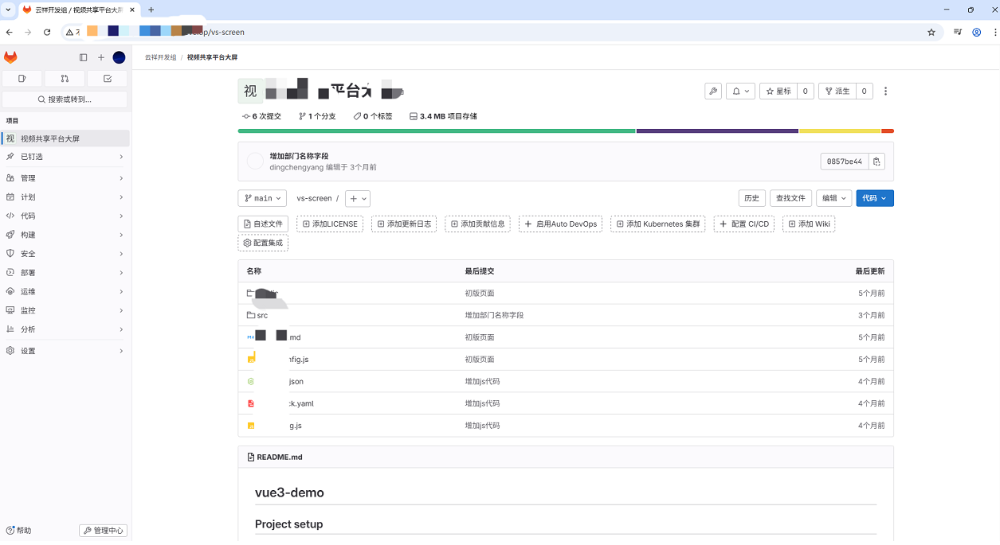 云祥开发组 / 视频共享平台大屏
/vs-screen
云祥开发组 / 视频共享平台大屏
搜索或转到...
项目
视 视频共享平台大屏
已钉选
管理
计划
代码
构建
安全
部署
运维
监控
分析
设置
帮助
管理中心
视
平台大
星标 0
派生 0
6 次提交 1 个分支 0 个标签 3.4 MB 项目存储
增加部门名称字段
dingchengyang 编辑于 3个月前
0857be44
main vs-screen / 历史 查找文件 编辑 代码
自述文件 添加LICENSE 添加更新日志 添加贡献信息 启用Auto DevOps 添加 Kubernetes 集群 配置 CI/CD 添加 Wiki
配置集成
名称 最后提交 最后更新
初版页面 5个月前
src 增加部门名称字段 3个月前
md 初版页面 5个月前
nfig.js 初版页面 5个月前
json 增加js代码 4个月前
ck.yaml 增加js代码 4个月前
g.js 增加js代码 4个月前
README.md
vue3-demo
Project setup